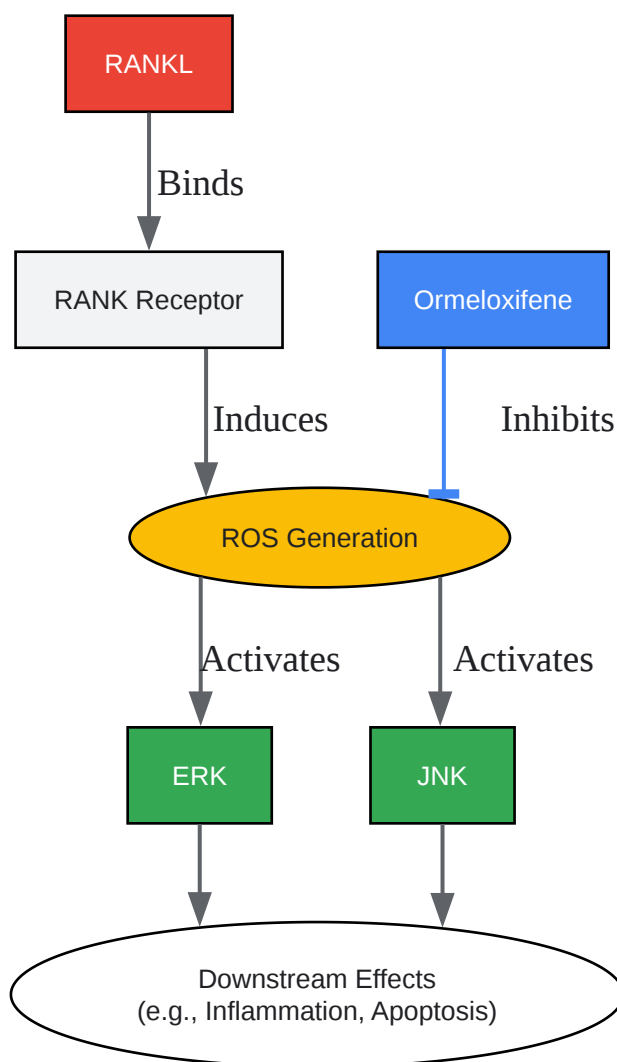 RANKL
Binds
RANK Receptor
Ormeloxifene
Induces
Inhibits
ROS Generation
Activates
Activates
ERK
JNK
Downstream Effects
(e.g., Inflammation, Apoptosis)